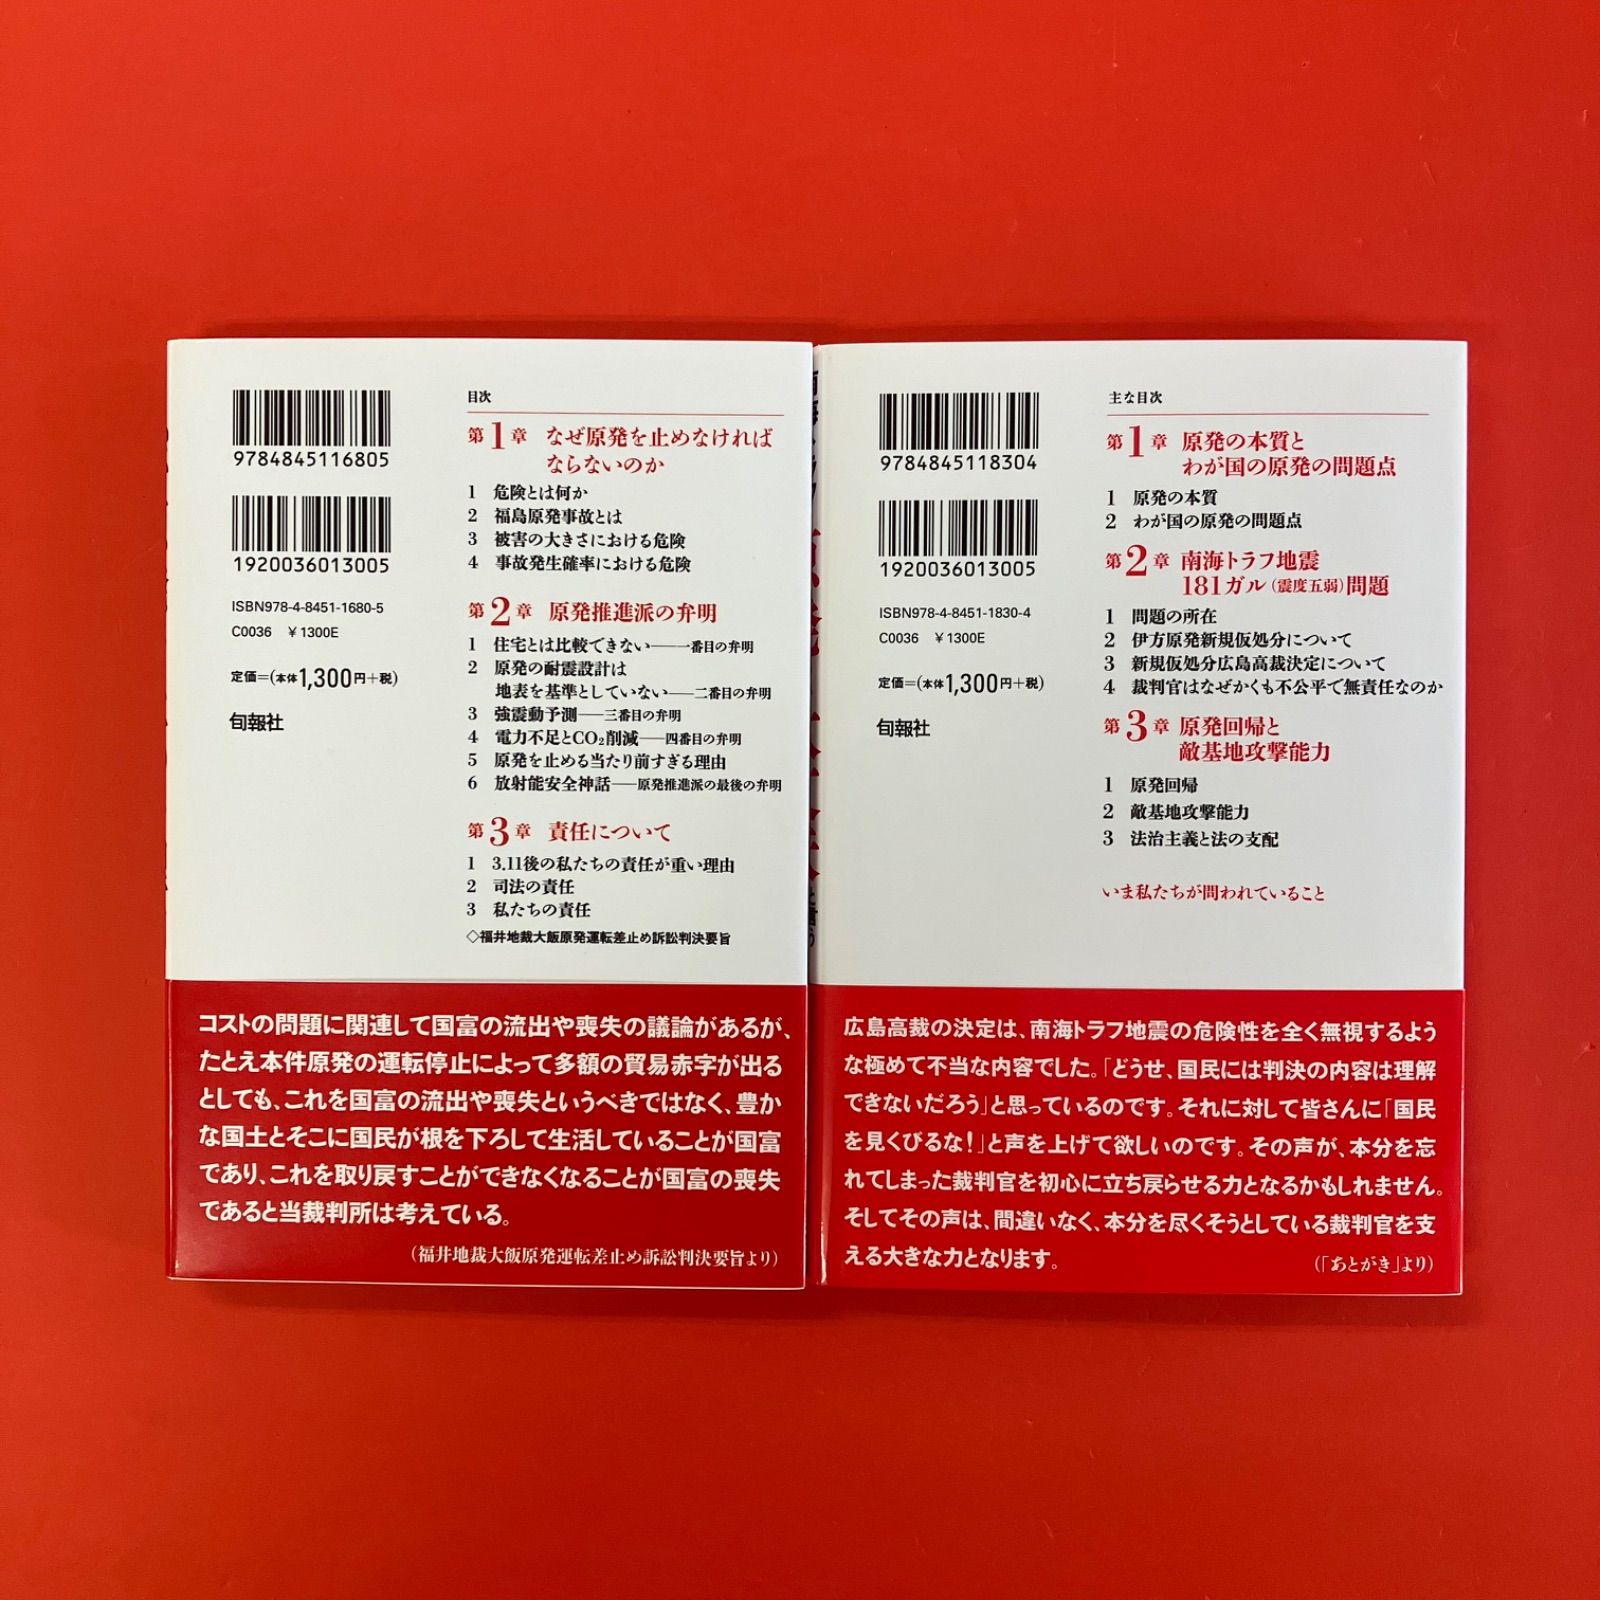 9784845116805
1920036013005
ISBN978-4-8451-1680-5
C0036 ¥1300E
定価=(本体1,300円+税)
旬報社
目次
第1章 なぜ原発を止めなければ
ならないのか
1 危険とは何か
2 福島原発事故とは
3 被害の大きさにおける危険
4 事故発生確率における危険
第2章 原発推進派の弁明
1 住宅とは比較できない——一番目の弁明
2 原発の耐震設計は
地表を基準としていない——二番目の弁明
3 強震動予測——三番目の弁明
4 電力不足とCO₂削減——四番目の弁明
5 原発を止める当たり前すぎる理由
6 放射能安全神話——原発推進派の最後の弁明
第3章 責任について
1 3.11後の私たちの責任が重い理由
2 司法の責任
3 私たちの責任
◇福井地裁大飯原発運転差止め訴訟判決要旨
コストの問題に関連して国富の流出や喪失の議論があるが、
たとえ本件原発の運転停止によって多額の貿易赤字が出る
としても、これを国富の流出や喪失というべきではなく、豊か
な国土とそこに国民が根を下ろして生活していることが国富
であり、これを取り戻すことができなくなることが国富の喪失
であると当裁判所は考えている。
(福井地裁大飯原発運転差止め訴訟判決要旨より)
9784845118304
1920036013005
ISBN978-4-8451-1830-4
C0036 ¥1300E
定価=(本体1,300円+税)
旬報社
主な目次
第1章 原発の本質と
わが国の原発の問題点
1 原発の本質
2 わが国の原発の問題点
第2章 南海トラフ地震
181ガル(震度五弱)問題
1 問題の所在
2 伊方原発新規仮処分について
3 新規仮処分広島高裁決定について
4 裁判官はなぜかくも不公平で無責任なのか
第3章 原発回帰と
敵基地攻撃能力
1 原発回帰
2 敵基地攻撃能力
3 法治主義と法の支配
いま私たちが問われていること
広島高裁の決定は、南海トラフ地震の危険性を全く無視するよう
な極めて不当な内容でした。「どうせ、国民には判決の内容は理解
できないだろう」と思っているのです。それに対して皆さんに「国民
を見くびるな!」と声を上げて欲しいのです。その声が、本分を忘
れてしまった裁判官を初心に立ち戻らせる力となるかもしれません。
そしてその声は、間違いなく、本分を尽くそうとしている裁判官を支
える大きな力となります。
(「あとがき」より)